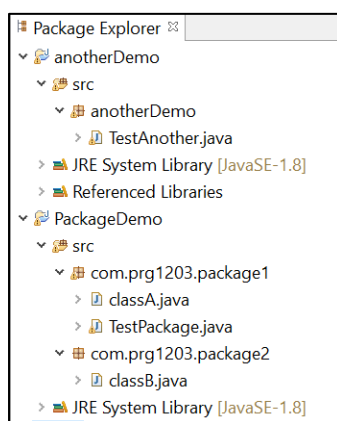 Package Explorer
anotherDemo
src
anotherDemo
TestAnother.java
JRE System Library [JavaSE-1.8]
Referenced Libraries
PackageDemo
src
com.prg1203.package1
classA.java
TestPackage.java
com.prg1203.package2
classB.java
JRE System Library [JavaSE-1.8]